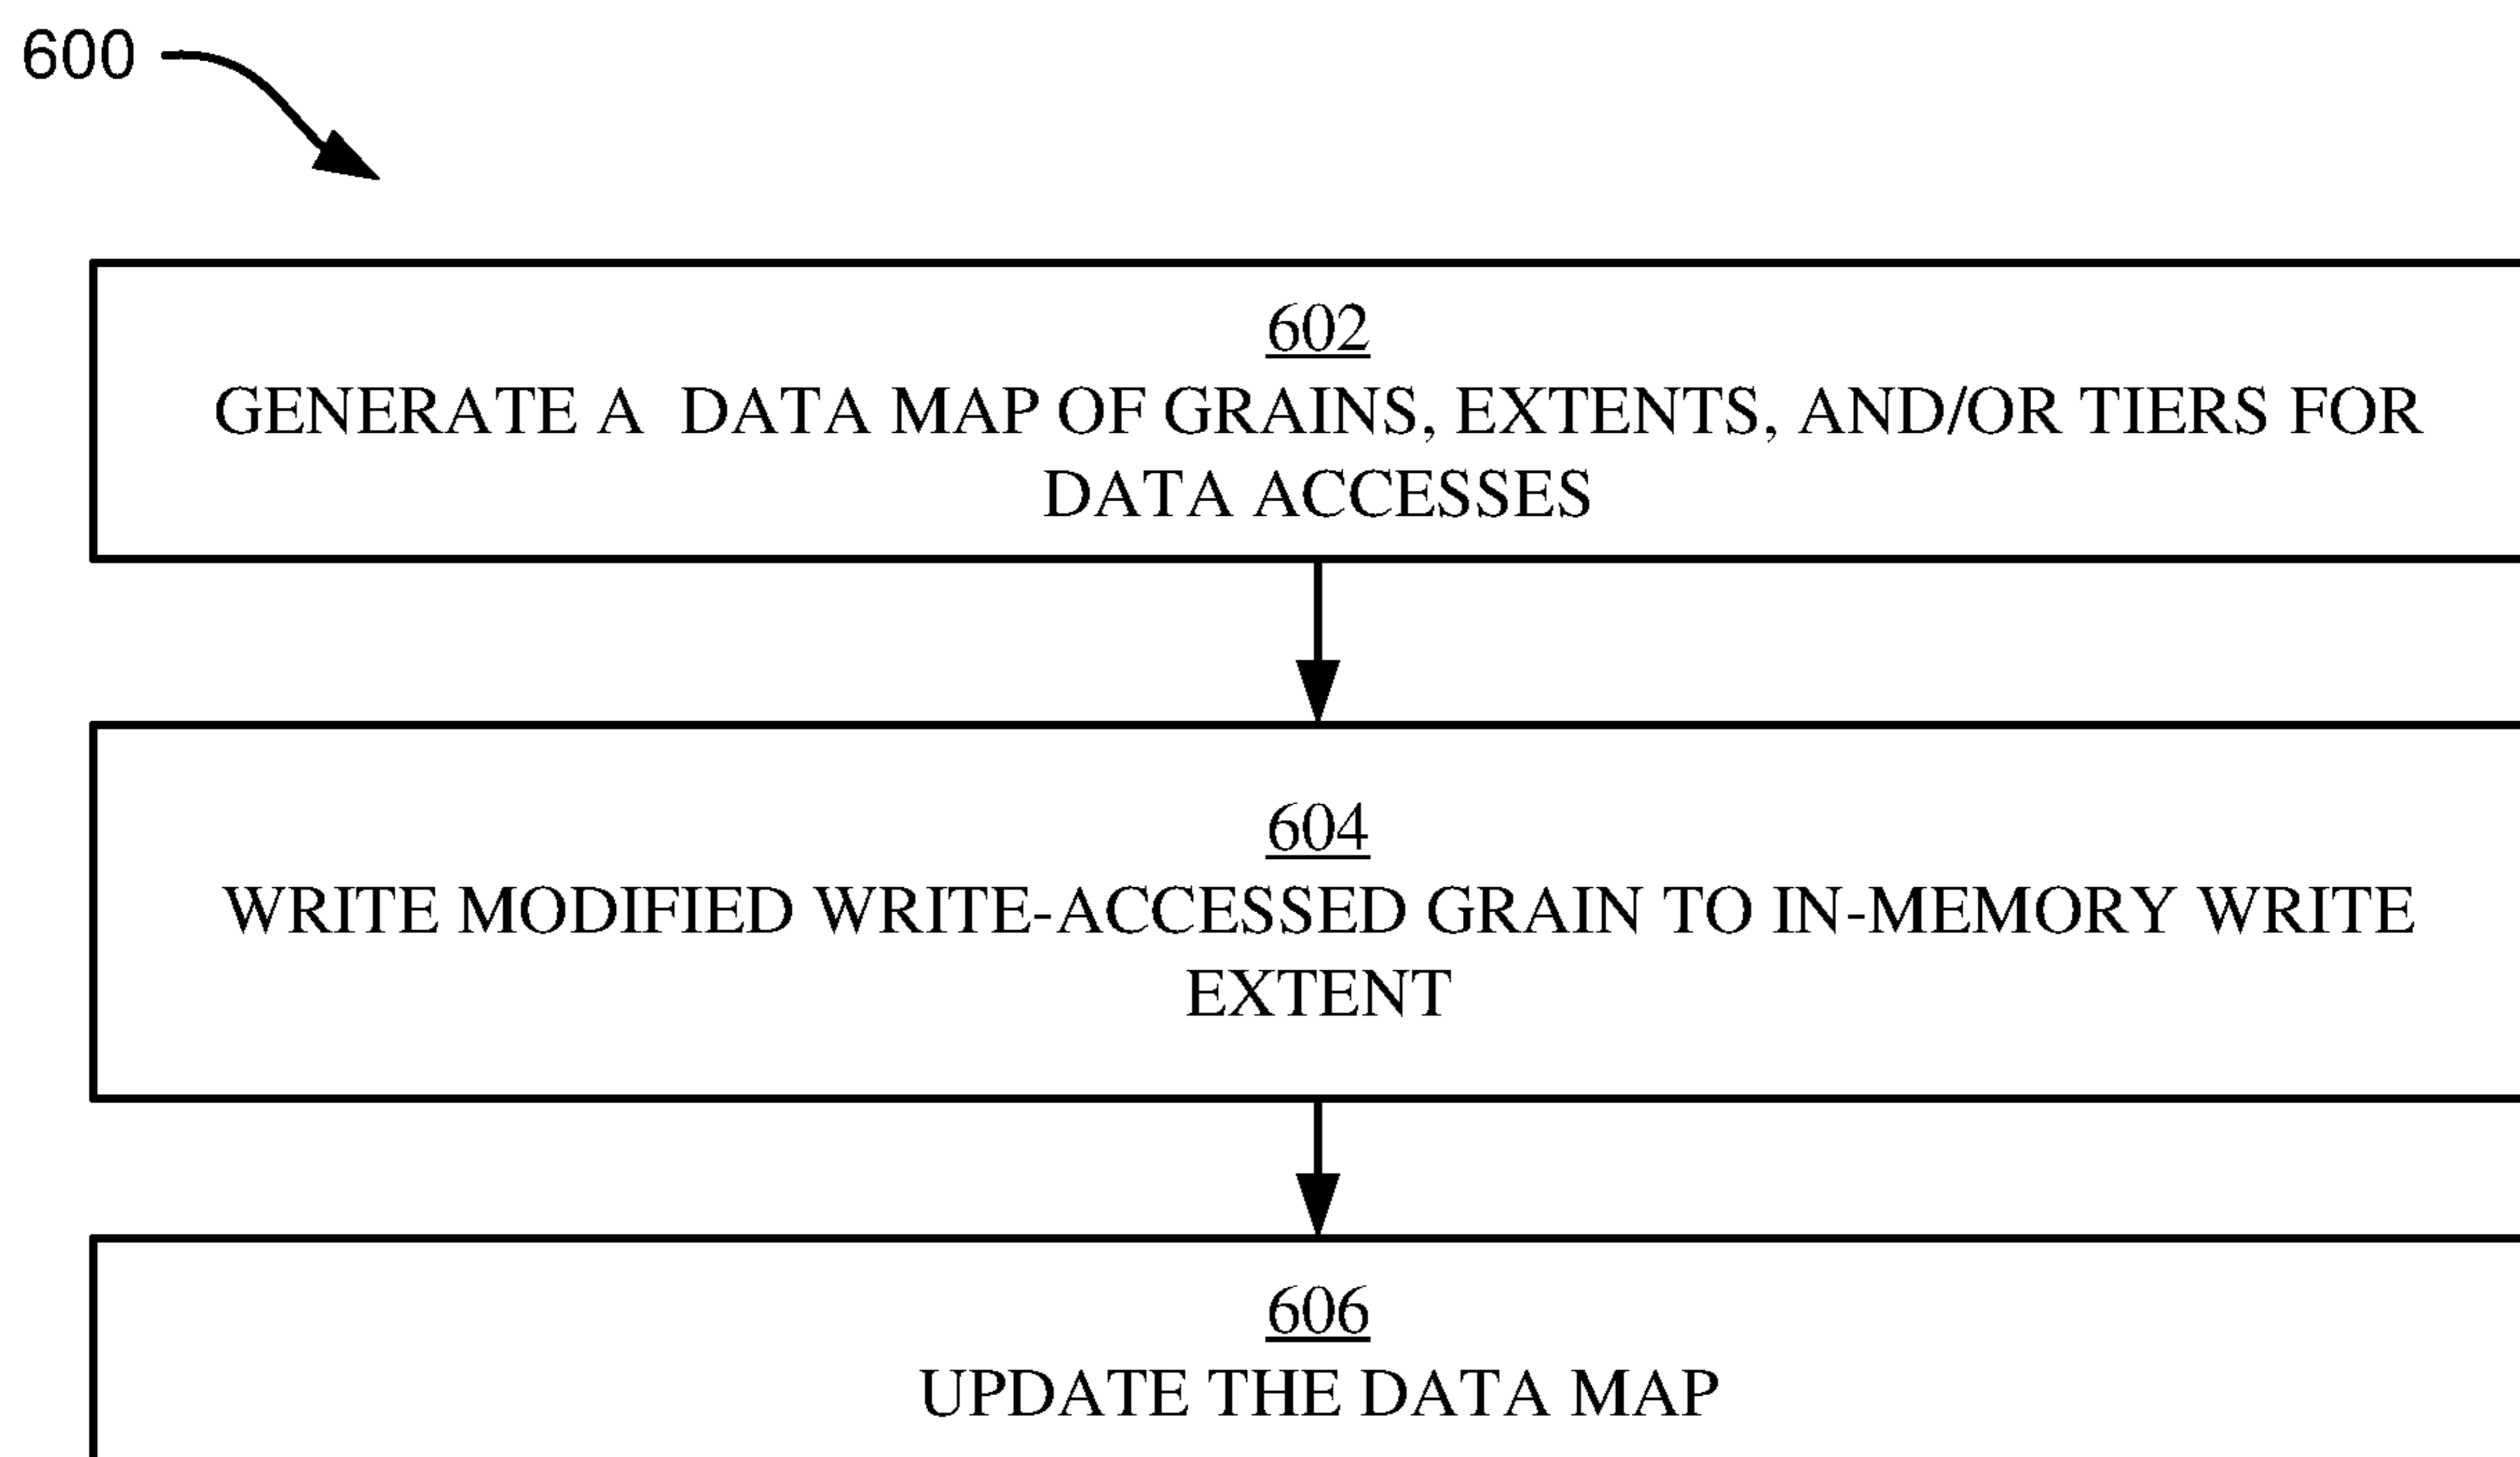 600
602
GENERATE A DATA MAP OF GRAINS, EXTENTS, AND/OR TIERS FOR
DATA ACCESSES
604
WRITE MODIFIED WRITE-ACCESSED GRAIN TO IN-MEMORY WRITE
EXTENT
606
UPDATE THE DATA MAP